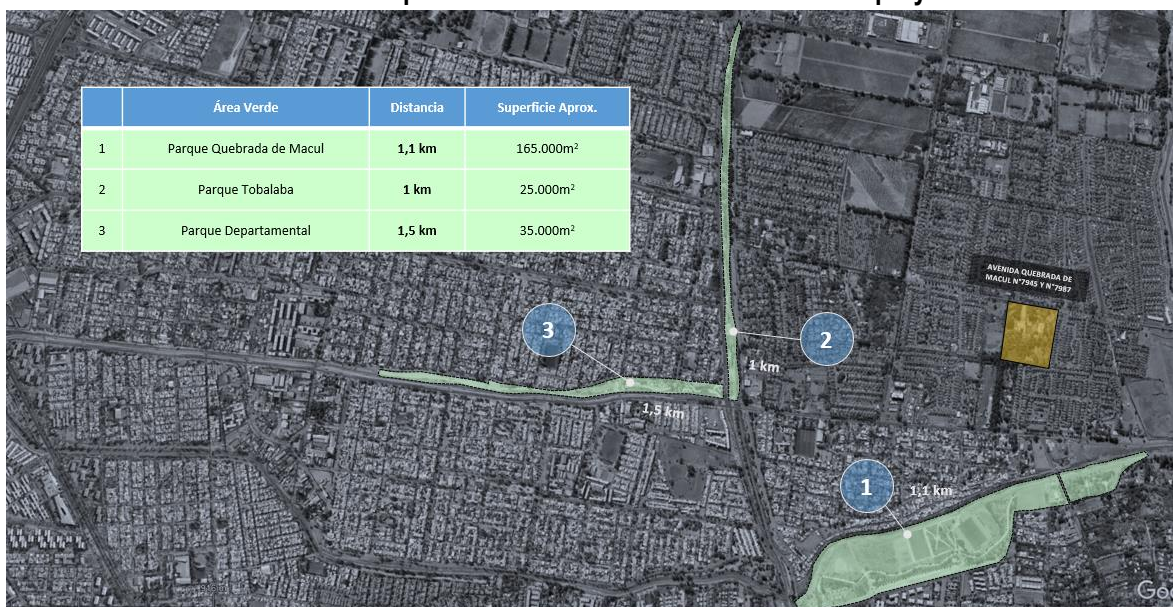 Área Verde Distancia Superficie Aprox.
1 Parque Quebrada de Macul 1,1 km 165.000m²
2 Parque Tobalaba 1 km 25.000m²
3 Parque Departamental 1,5 km 35.000m²
AVENIDA QUEBRADA DE
MACUL N°7945 Y N°7987
3
2
1 km
1,5 km
1
1,1 km